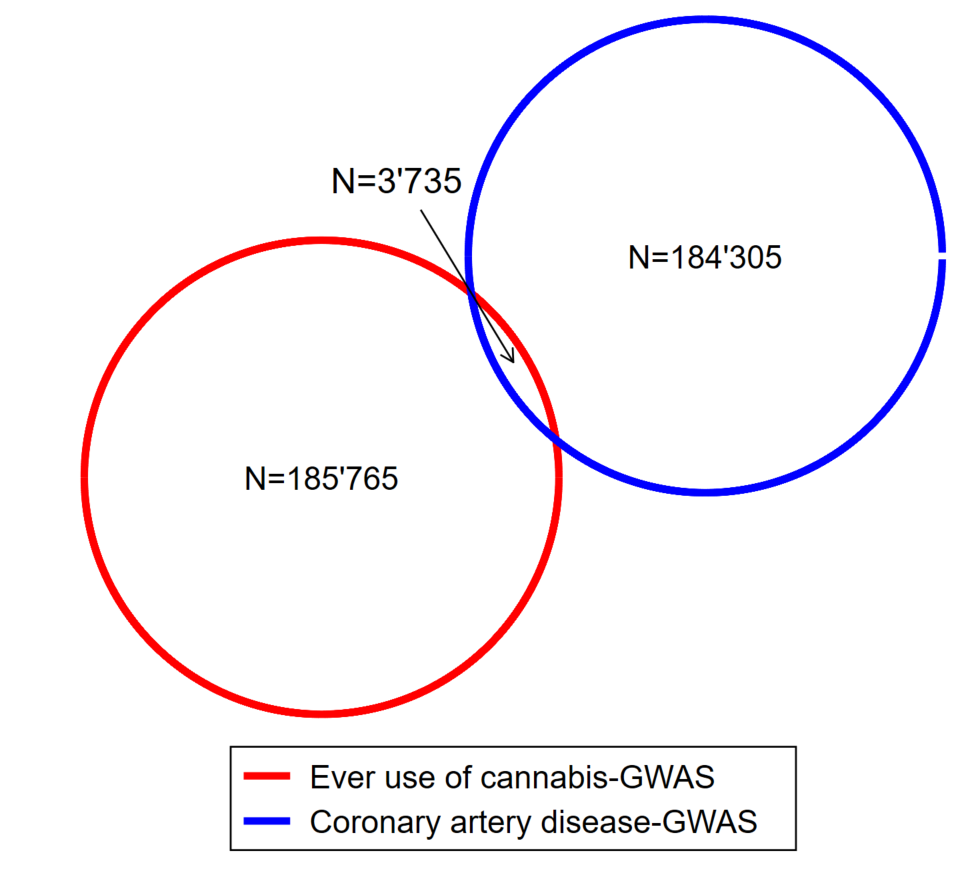 N=3'735
N=184'305
N=185'765
Ever use of cannabis-GWAS
Coronary artery disease-GWAS